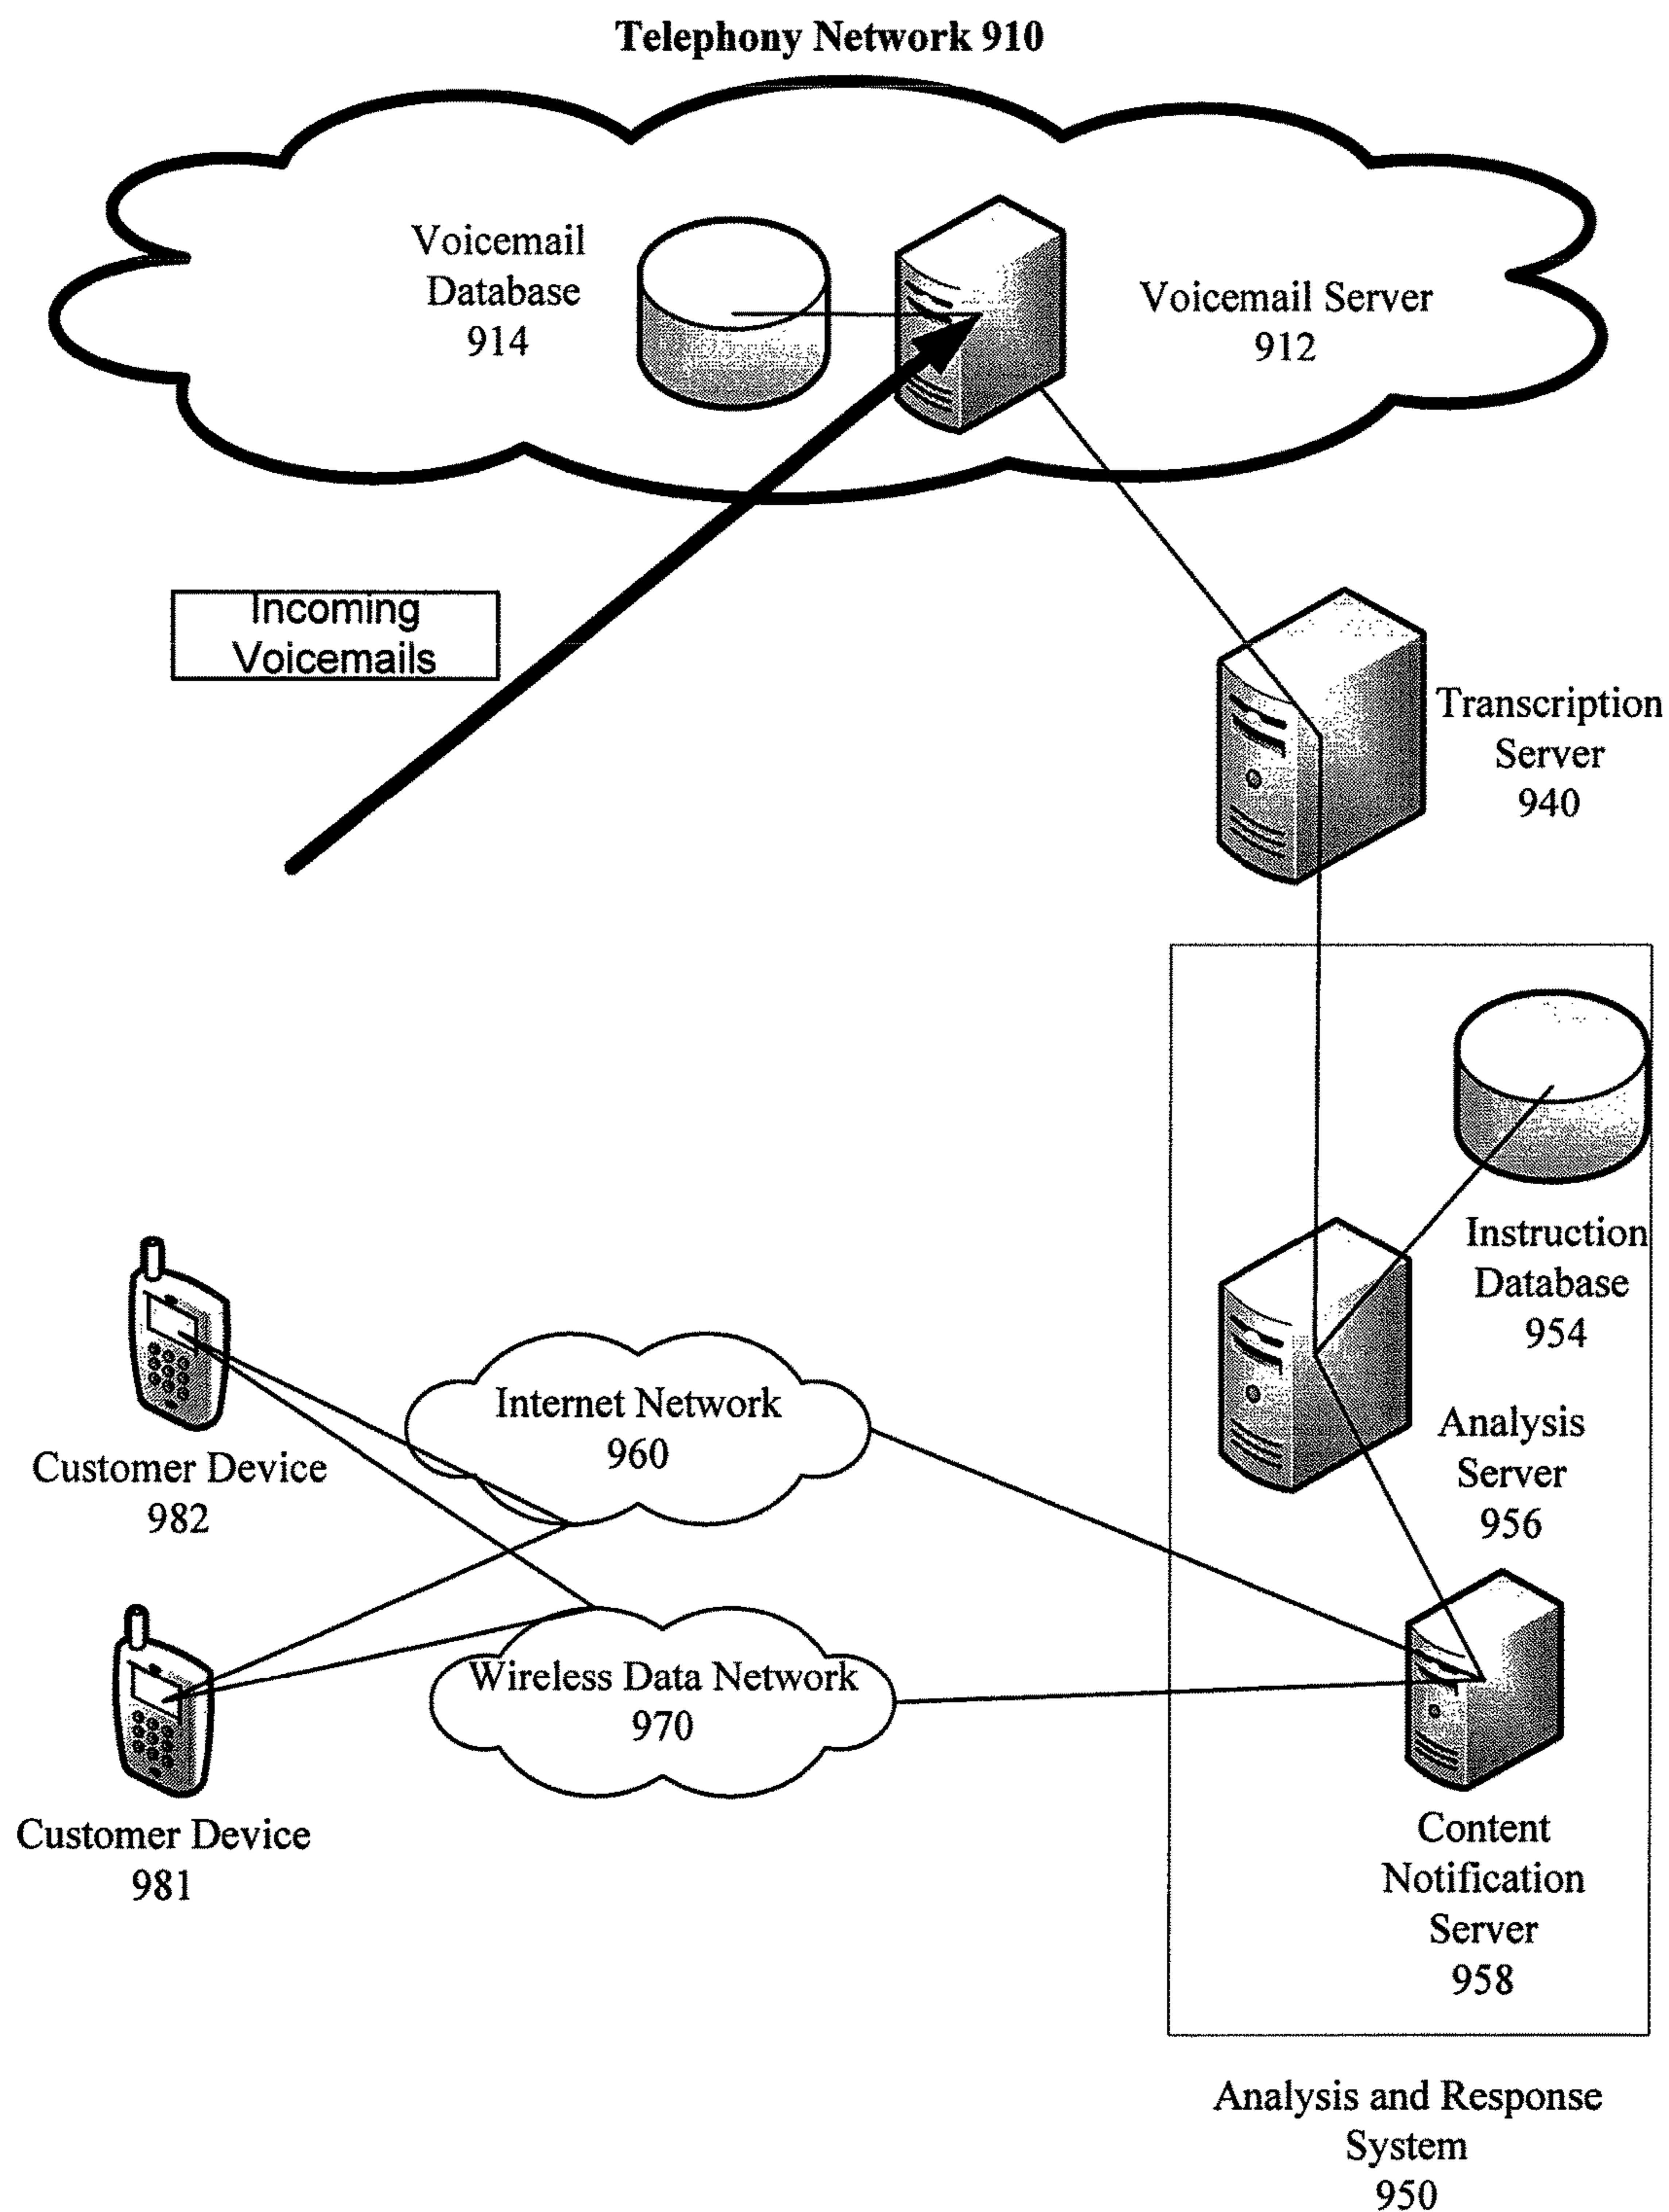 Telephony Network 910
Voicemail
Database
914
Voicemail Server
912
Incoming
Voicemails
Transcription
Server
940
Instruction
Database
954
Analysis
Server
956
Internet Network
960
Customer Device
982
Wireless Data Network
970
Customer Device
981
Content
Notification
Server
958
Analysis and Response
System
950